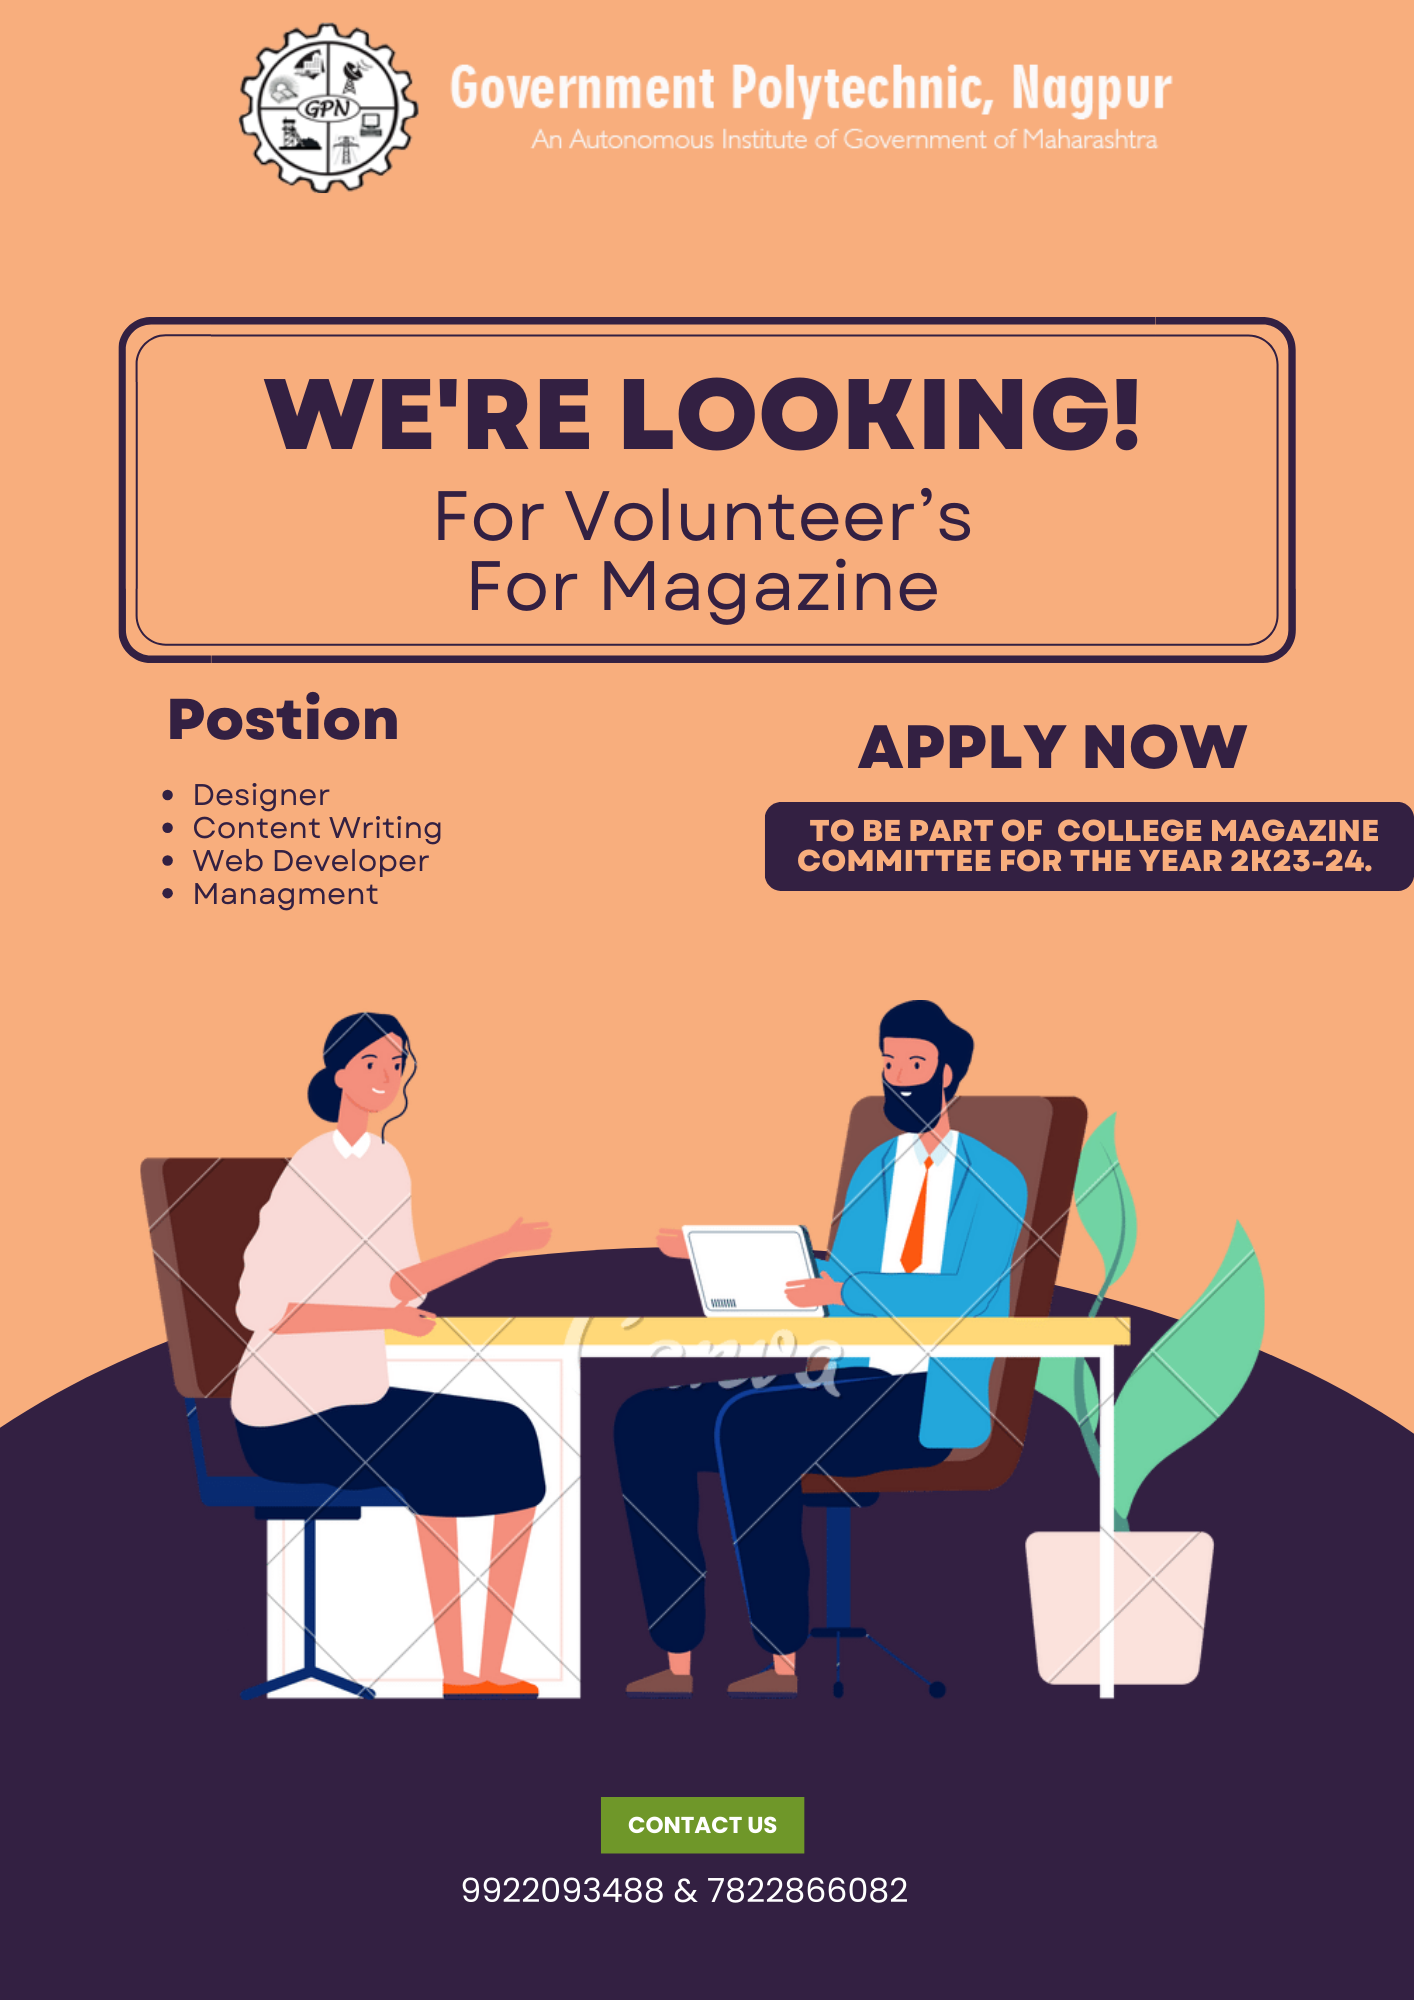 GPN
Government Polytechnic, Nagpur
An Autonomous Institute of Government of Maharashtra
WE'RE LOOKING!
For Volunteer’s
For Magazine
Postion
• Designer
• Content Writing
• Web Developer
• Managment
APPLY NOW
TO BE PART OF COLLEGE MAGAZINE
COMMITTEE FOR THE YEAR 2K23-24.
Canva
CONTACT US
9922093488 & 7822866082